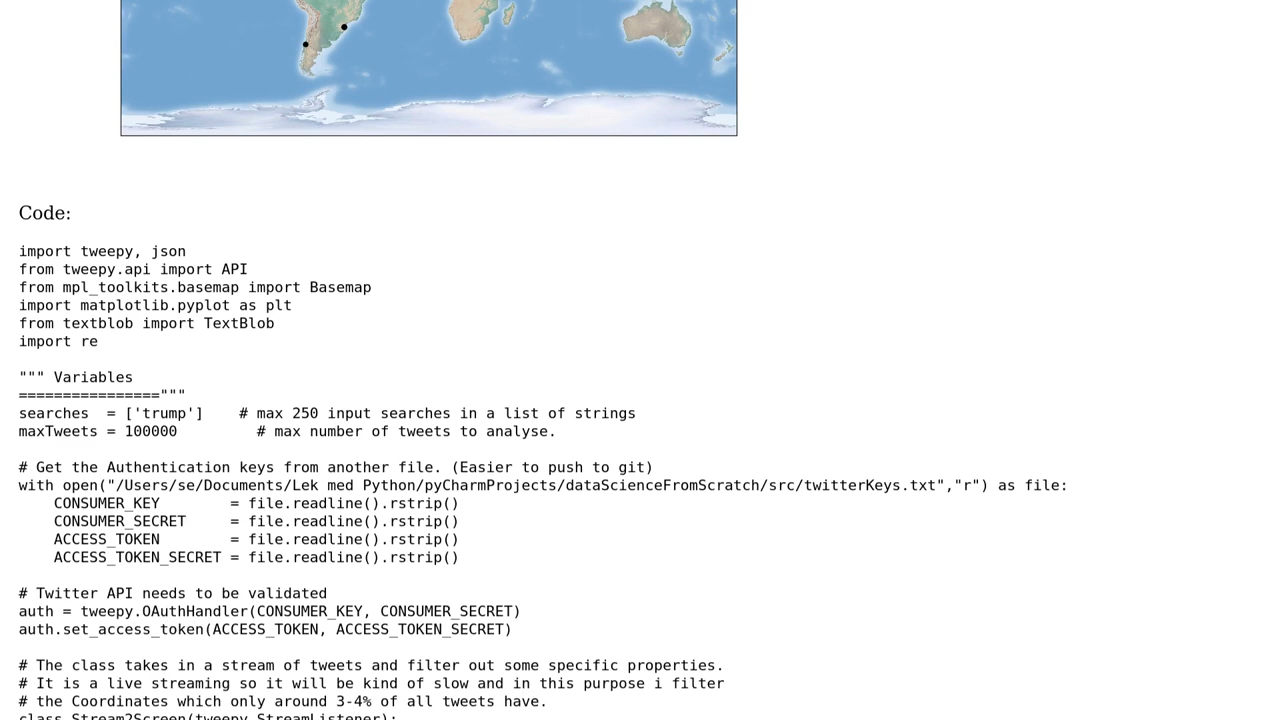 Code:
import tweepy, json
from tweepy.api import API
from mpl_toolkits.basemap import Basemap
import matplotlib.pyplot as plt
from textblob import TextBlob
import re
""" Variables
================"""
searches  = ['trump']    # max 250 input searches in a list of strings
maxTweets = 100000         # max number of tweets to analyse.
# Get the Authentication keys from another file. (Easier to push to git)
with open("/Users/se/Documents/Lek med Python/pyCharmProjects/dataScienceFromScratch/src/twitterKeys.txt","r") as file:
    CONSUMER_KEY        = file.readline().rstrip()
    CONSUMER_SECRET     = file.readline().rstrip()
    ACCESS_TOKEN        = file.readline().rstrip()
    ACCESS_TOKEN_SECRET = file.readline().rstrip()
# Twitter API needs to be validated
auth = tweepy.OAuthHandler(CONSUMER_KEY, CONSUMER_SECRET)
auth.set_access_token(ACCESS_TOKEN, ACCESS_TOKEN_SECRET)
# The class takes in a stream of tweets and filter out some specific properties.
# It is a live streaming so it will be kind of slow and in this purpose i filter
# the Coordinates which only around 3-4% of all tweets have.
class Stream2Screen(tweepy.StreamListener):